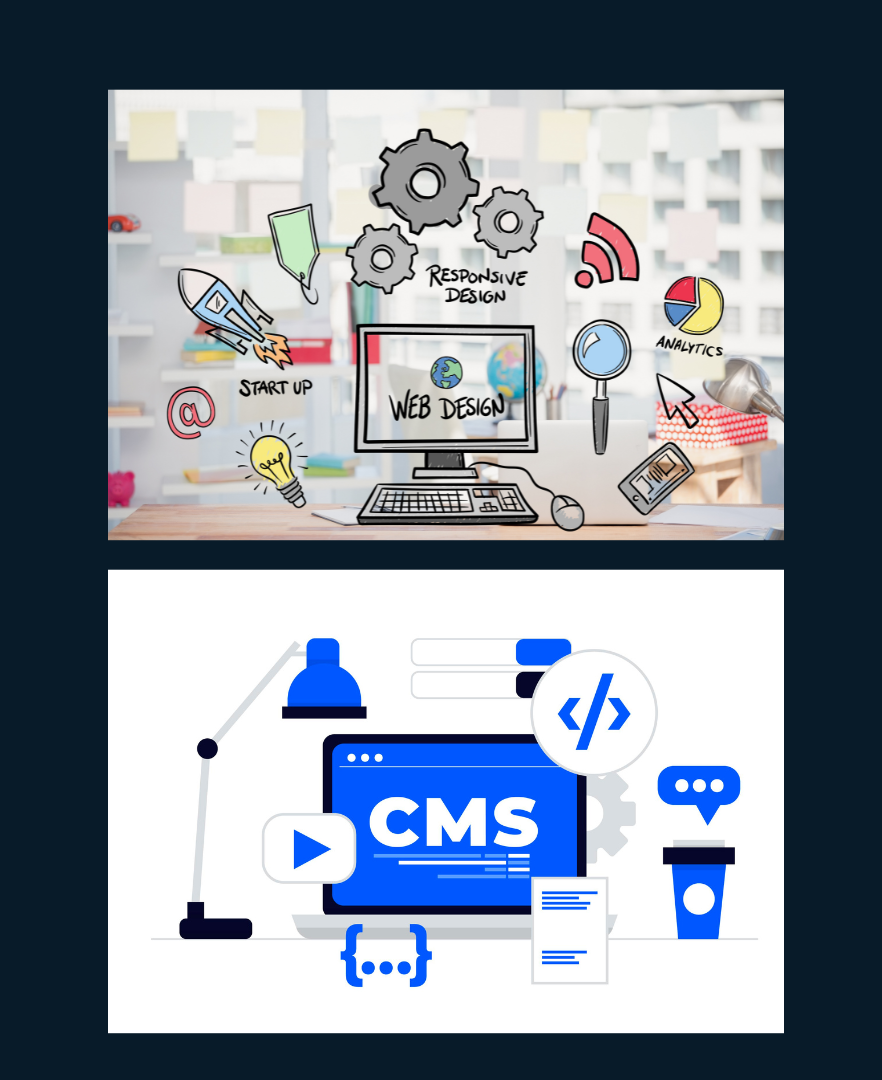 RESPONSIVE
DESIGN
ANALYTICS
START UP
@
WEB DESIGN
</>
CMS
{...}